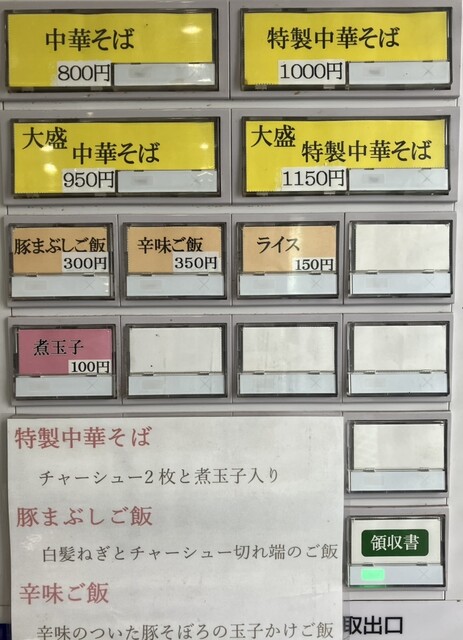 中華そば
800円
特製中華そば
1000円
大盛
中華そば
950円
大盛
特製中華そば
1150円
豚まぶしご飯
300円
辛味ご飯
350円
ライス
150円
煮玉子
100円
特製中華そば
チャーシュー2枚と煮玉子入り
豚まぶしご飯
白髪ねぎとチャーシュー切れ端のご飯
辛味ご飯
辛味のついた豚そぼろの玉子かけご飯
領収書
取出口